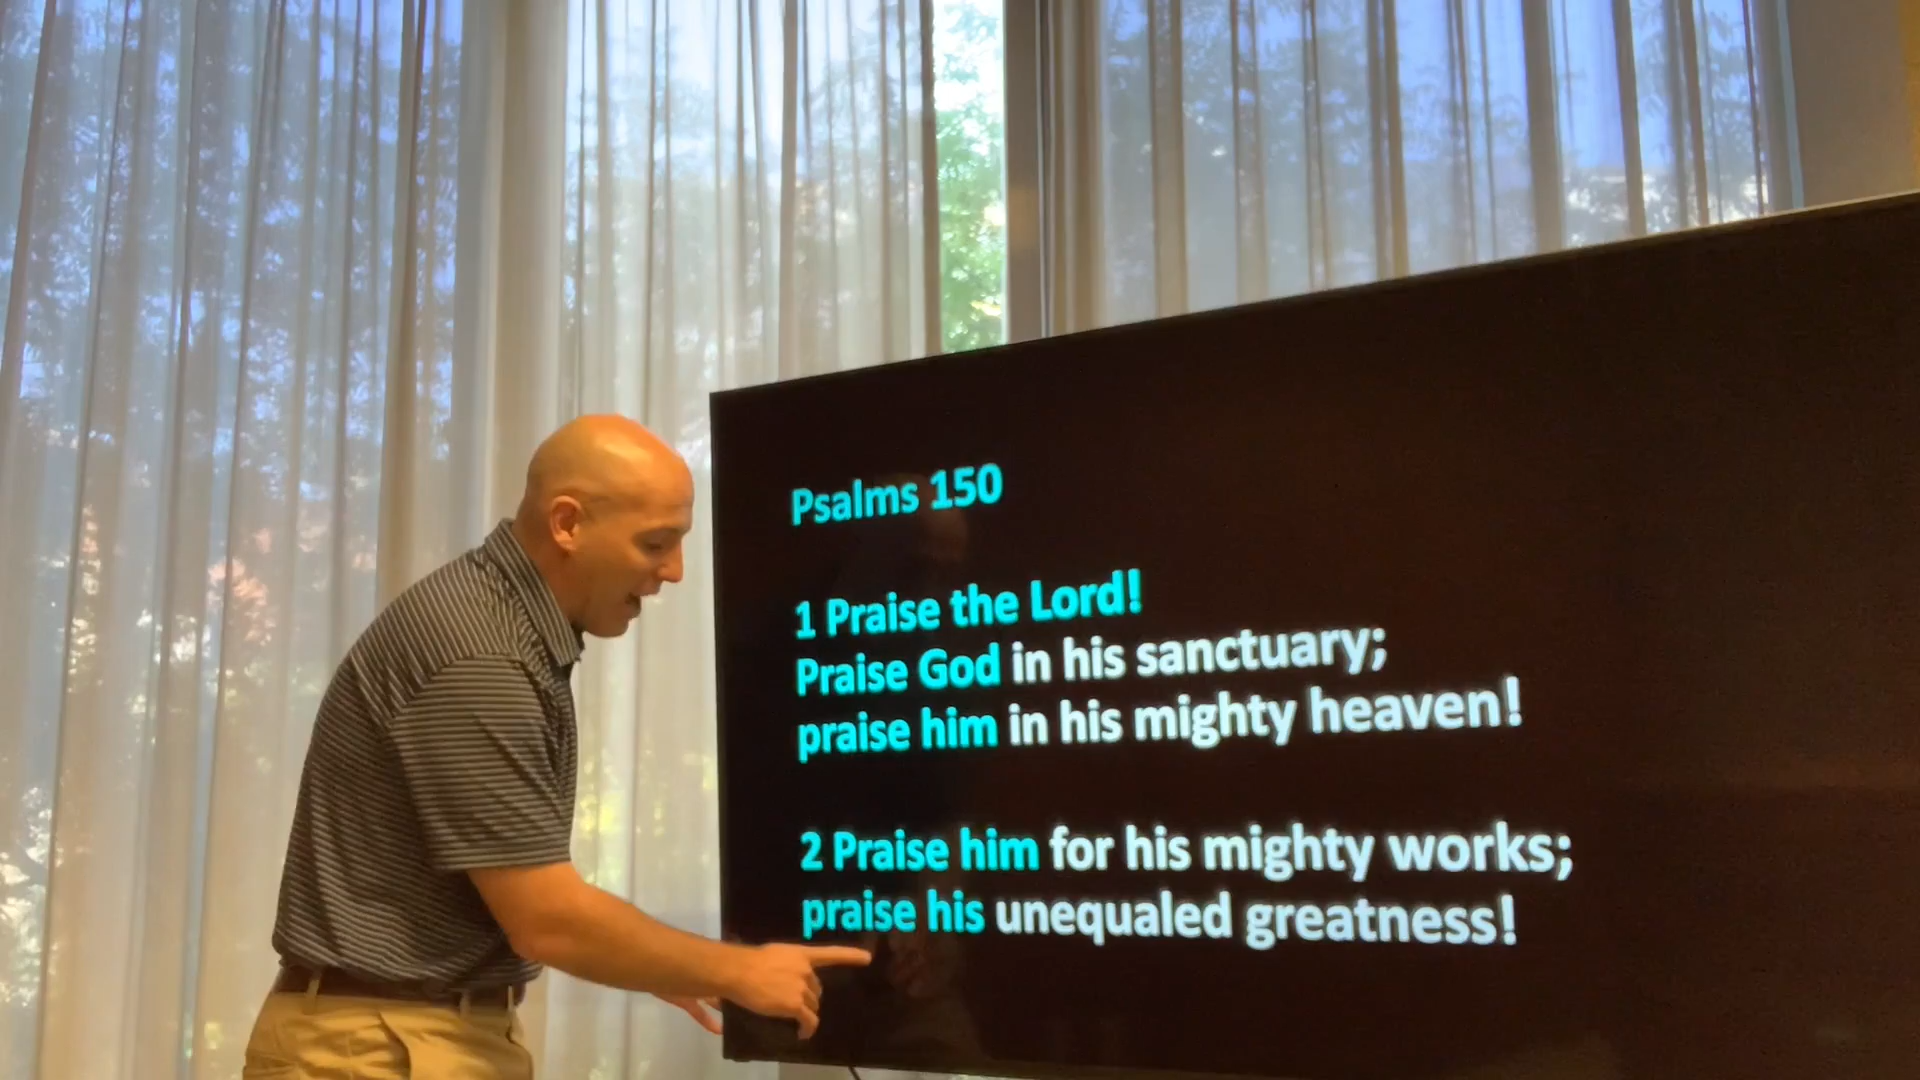 Psalms 150
1 Praise the Lord!
Praise God in his sanctuary;
praise him in his mighty heaven!
2 Praise him for his mighty works;
praise his unequaled greatness!